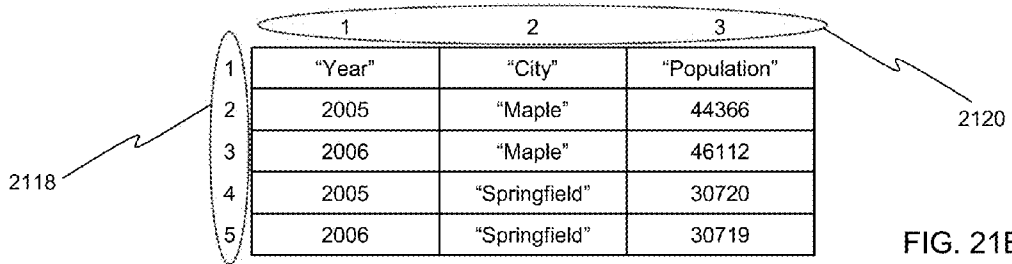 1 2 3
1 "Year" "City" "Population"
2 2005 "Maple" 44366
2120
3 2006 "Maple" 46112
2118
4 2005 "Springfield" 30720
5 2006 "Springfield" 30719
FIG. 21E